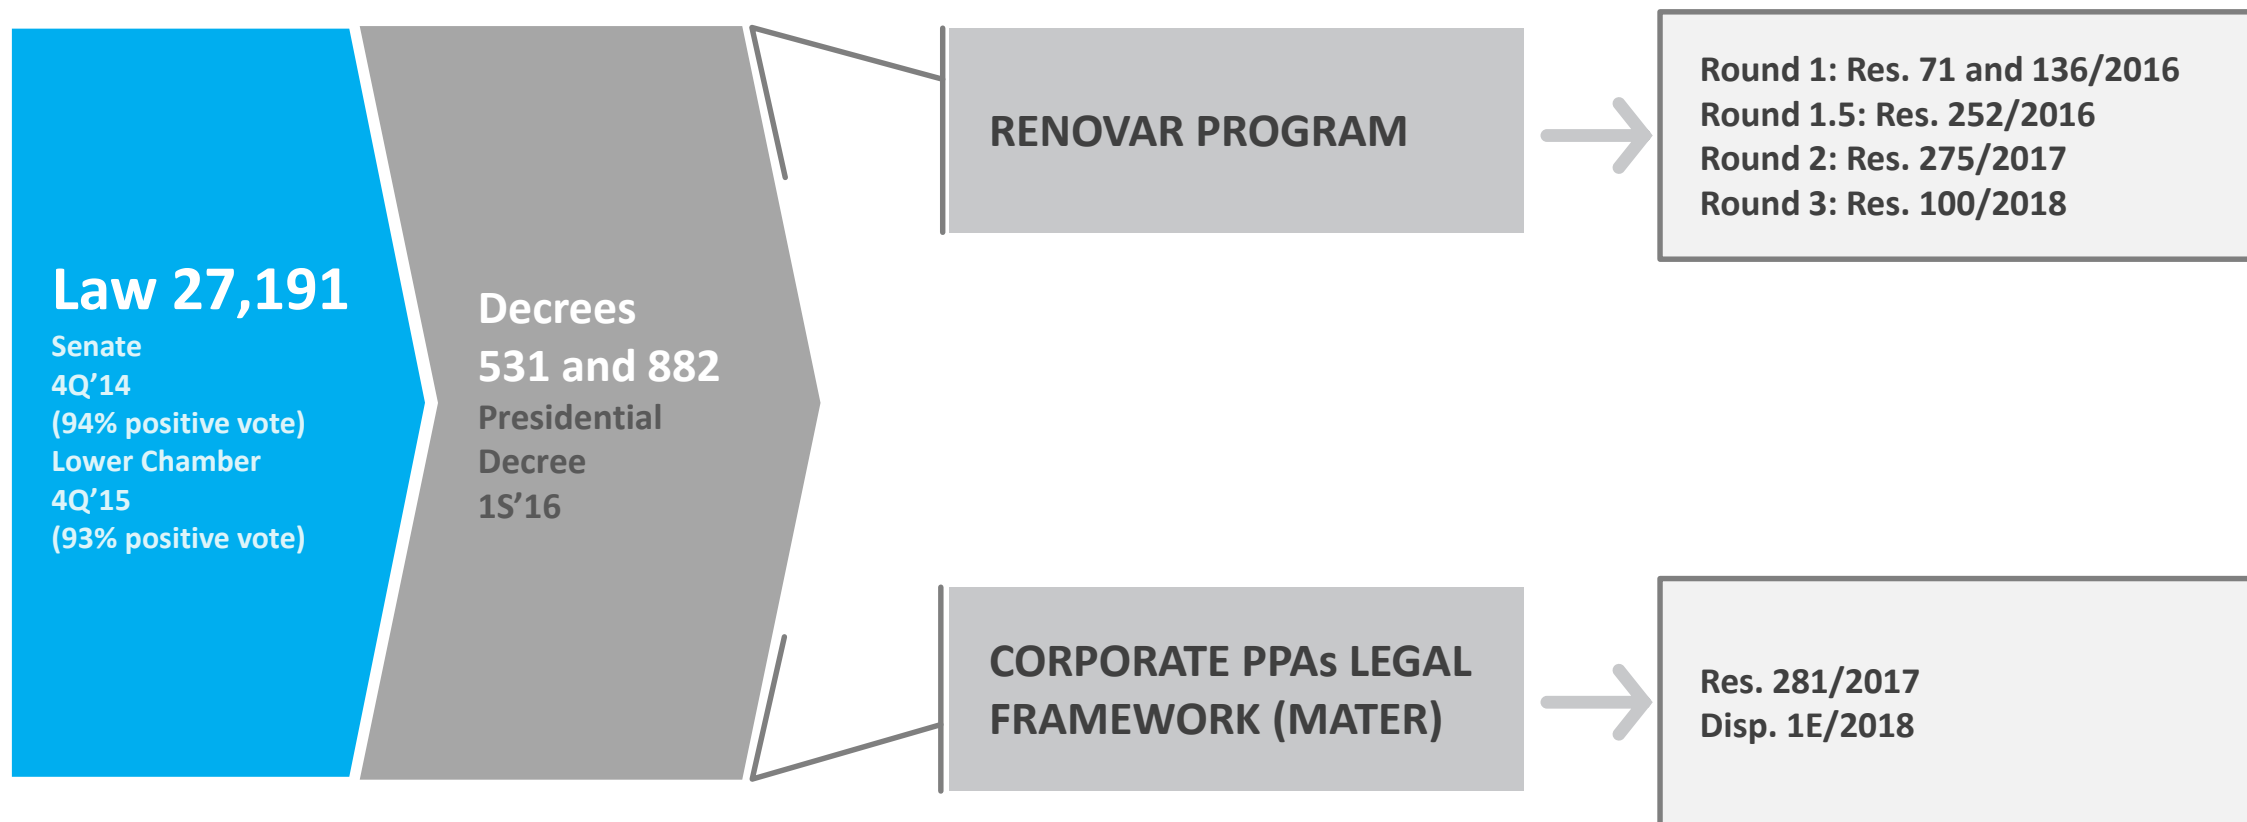 Law 27,191
Senate
4Q’14
(94% positive vote)
Lower Chamber
4Q’15
(93% positive vote)
Decrees
531 and 882
Presidential
Decree
1S’16
RENOVAR PROGRAM
Round 1: Res. 71 and 136/2016
Round 1.5: Res. 252/2016
Round 2: Res. 275/2017
Round 3: Res. 100/2018
CORPORATE PPAs LEGAL
FRAMEWORK (MATER)
Res. 281/2017
Disp. 1E/2018